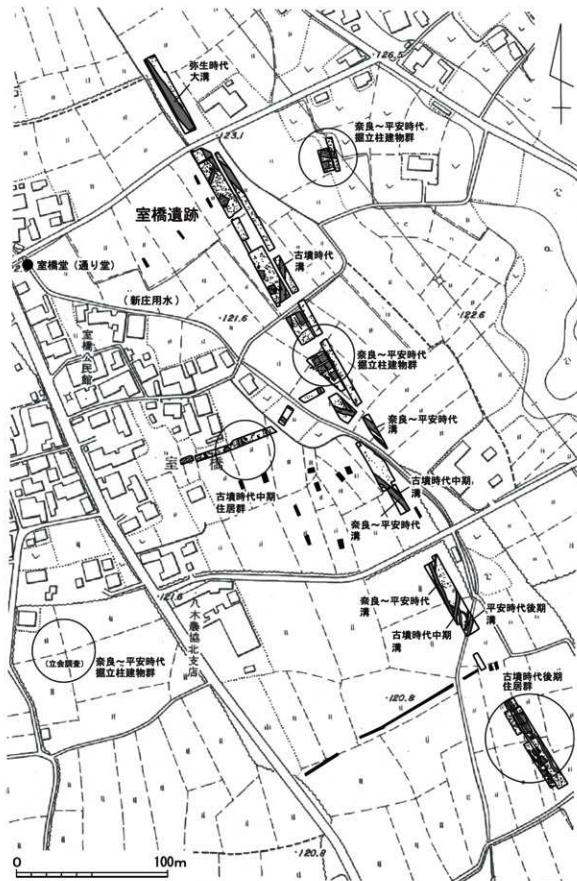 弥生時代
大溝
126.5
123.1
奈良～平安時代
掘立柱建物群
室橋遺跡
室橋堂（通り堂）
古墳時代
溝
（新庄用水）
121.6
122.6
室橋公民館
奈良～平安時代
掘立柱建物群
奈良～平安時代
溝
室橋
古墳時代中期
住居群
古墳時代中期
溝
奈良～平安時代
溝
121.6
八木農協北支店
奈良～平安時代
溝
平安時代後期
溝
古墳時代中期
溝
（立会調査）
奈良～平安時代
掘立柱建物群
古墳時代後期
住居群
120.8
120.8
0
100m